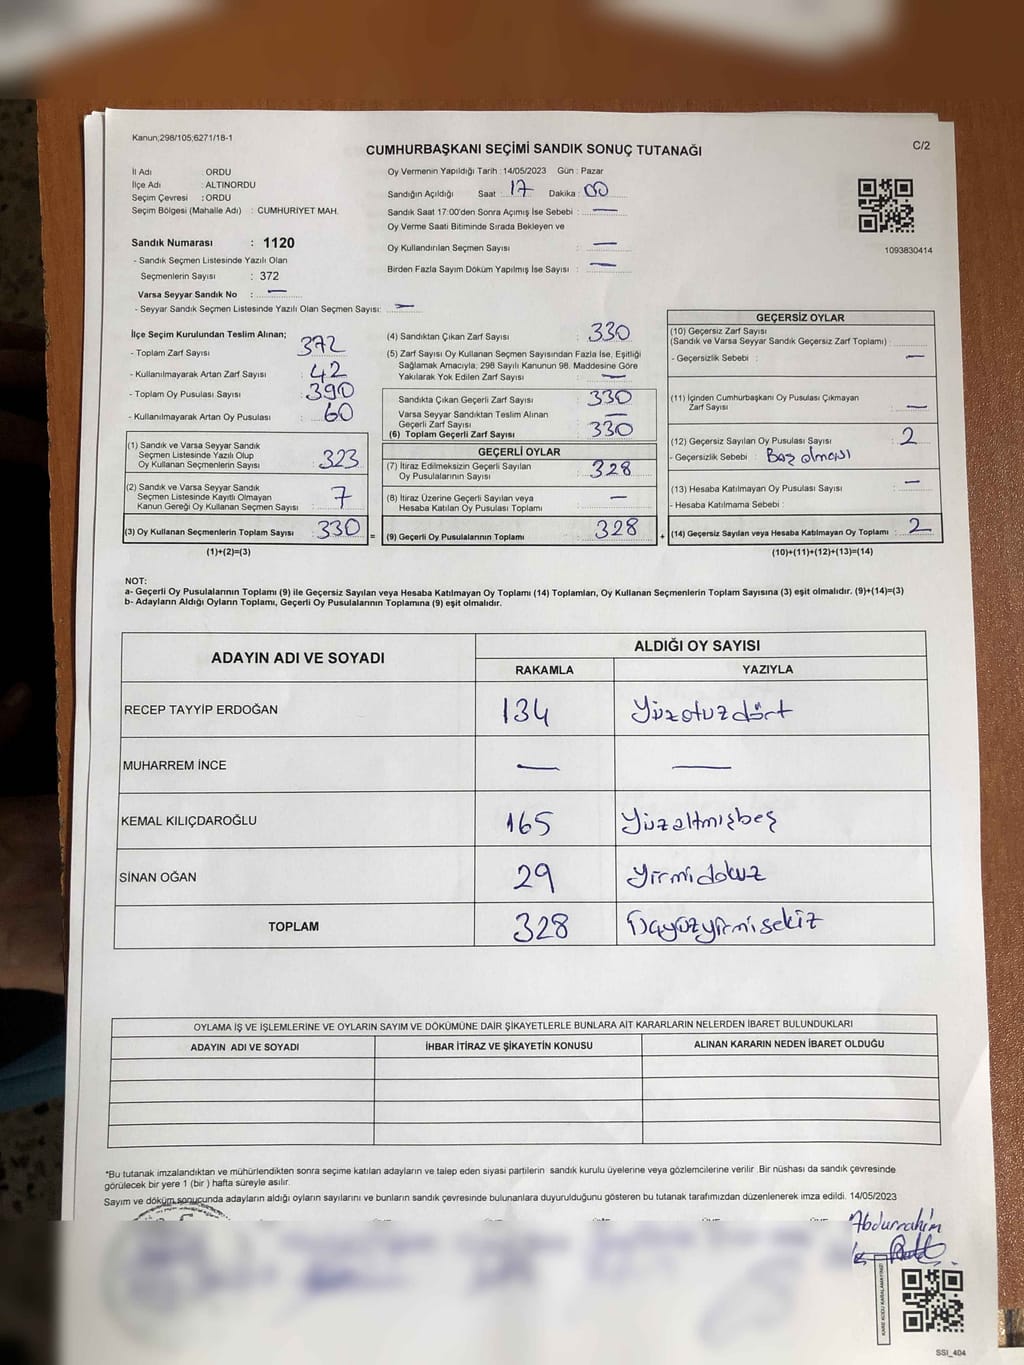 Kanun;298/105;6271/18-1
CUMHURBAŞKANI SEÇİMİ SANDIK SONUÇ TUTANAĞI
C/2
İl Adı : ORDU
İlçe Adı : ALTINORDU
Seçim Çevresi : ORDU
Seçim Bölgesi (Mahalle Adı) : CUMHURİYET MAH.
Sandık Numarası : 1120
- Sandık Seçmen Listesinde Yazılı Olan
Seçmenlerin Sayısı : 372
Varsa Seyyar Sandık No : —
- Seyyar Sandık Seçmen Listesinde Yazılı Olan Seçmen Sayısı: —
Oy Vermenin Yapıldığı Tarih : 14/05/2023 Gün : Pazar
Sandığın Açıldığı Saat : 17 Dakika : 00
Sandık Saat 17:00'den Sonra Açımış İse Sebebi : —
Oy Verme Saati Bitiminde Sırada Bekleyen ve
Oy Kullandırılan Seçmen Sayısı : —
Birden Fazla Sayım Döküm Yapılmış İse Sayısı : —
1093830414
İlçe Seçim Kurulundan Teslim Alınan;
- Toplam Zarf Sayısı : 372
- Kullanılmayarak Artan Zarf Sayısı : 42
- Toplam Oy Pusulası Sayısı : 390
- Kullanılmayarak Artan Oy Pusulası : 60
(1) Sandık ve Varsa Seyyar Sandık
Seçmen Listesinde Yazılı Olup
Oy Kullanan Seçmenlerin Sayısı : 323
(2) Sandık ve Varsa Seyyar Sandık
Seçmen Listesinde Kayıtlı Olmayan
Kanun Gereği Oy Kullanan Seçmen Sayısı : 7
(3) Oy Kullanan Seçmenlerin Toplam Sayısı : 330
(1)+(2)=(3)
(4) Sandıktan Çıkan Zarf Sayısı : 330
(5) Zarf Sayısı Oy Kullanan Seçmen Sayısından Fazla İse, Eşitliği
Sağlamak Amacıyla; 298 Sayılı Kanunun 98. Maddesine Göre
Yakılarak Yok Edilen Zarf Sayısı : —
Sandıkta Çıkan Geçerli Zarf Sayısı : 330
Varsa Seyyar Sandıktan Teslim Alınan
Geçerli Zarf Sayısı : —
(6) Toplam Geçerli Zarf Sayısı : 330
GEÇERLİ OYLAR
(7) İtiraz Edilmeksizin Geçerli Sayılan
Oy Pusulalarının Sayısı : 328
(8) İtiraz Üzerine Geçerli Sayılan veya
Hesaba Katılan Oy Pusulası Toplamı : —
= (9) Geçerli Oy Pusulalarının Toplamı : 328
GEÇERSİZ OYLAR
(10) Geçersiz Zarf Sayısı
(Sandık ve Varsa Seyyar Sandık Geçersiz Zarf Toplamı) :
- Geçersizlik Sebebi : —
(11) İçinden Cumhurbaşkanı Oy Pusulası Çıkmayan
Zarf Sayısı : —
(12) Geçersiz Sayılan Oy Pusulası Sayısı : 2
- Geçersizlik Sebebi : Boş olması
(13) Hesaba Katılmayan Oy Pusulası Sayısı : —
- Hesaba Katılmama Sebebi :
+ (14) Geçersiz Sayılan veya Hesaba Katılmayan Oy Toplamı : 2
(10)+(11)+(12)+(13)=(14)
NOT:
a- Geçerli Oy Pusulalarının Toplamı (9) ile Geçersiz Sayılan veya Hesaba Katılmayan Oy Toplamı (14) Toplamları, Oy Kullanan Seçmenlerin Toplam Sayısına (3) eşit olmalıdır. (9)+(14)=(3)
b- Adayların Aldığı Oyların Toplamı, Geçerli Oy Pusulalarının Toplamına (9) eşit olmalıdır.
ADAYIN ADI VE SOYADI
ALDIĞI OY SAYISI
RAKAMLA YAZIYLA
RECEP TAYYİP ERDOĞAN 134 Yüzotuzdört
MUHARREM İNCE — —
KEMAL KILIÇDAROĞLU 165 Yüzaltmışbeş
SİNAN OĞAN 29 Yirmidokuz
TOPLAM 328 Üçyüzyirmisekiz
OYLAMA İŞ VE İŞLEMLERİNE VE OYLARIN SAYIM VE DÖKÜMÜNE DAİR ŞİKAYETLERLE BUNLARA AİT KARARLARIN NELERDEN İBARET BULUNDUKLARI
ADAYIN ADI VE SOYADI İHBAR İTİRAZ VE ŞİKAYETİN KONUSU ALINAN KARARIN NEDEN İBARET OLDUĞU
*Bu tutanak imzalandıktan ve mühürlendikten sonra seçime katılan adayların ve talep eden siyasi partilerin sandık kurulu üyelerine veya gözlemcilerine verilir .Bir nüshası da sandık çevresinde
görülecek bir yere 1 (bir) hafta süreyle asılır.
Sayım ve döküm sonucunda adayların aldığı oyların sayılarını ve bunların sandık çevresinde bulunanlara duyurulduğunu gösteren bu tutanak tarafımızdan düzenlenerek imza edildi. 14/05/2023
Abdurrahim
KARE KODU KARALAMAYINIZ!
SSİ_404